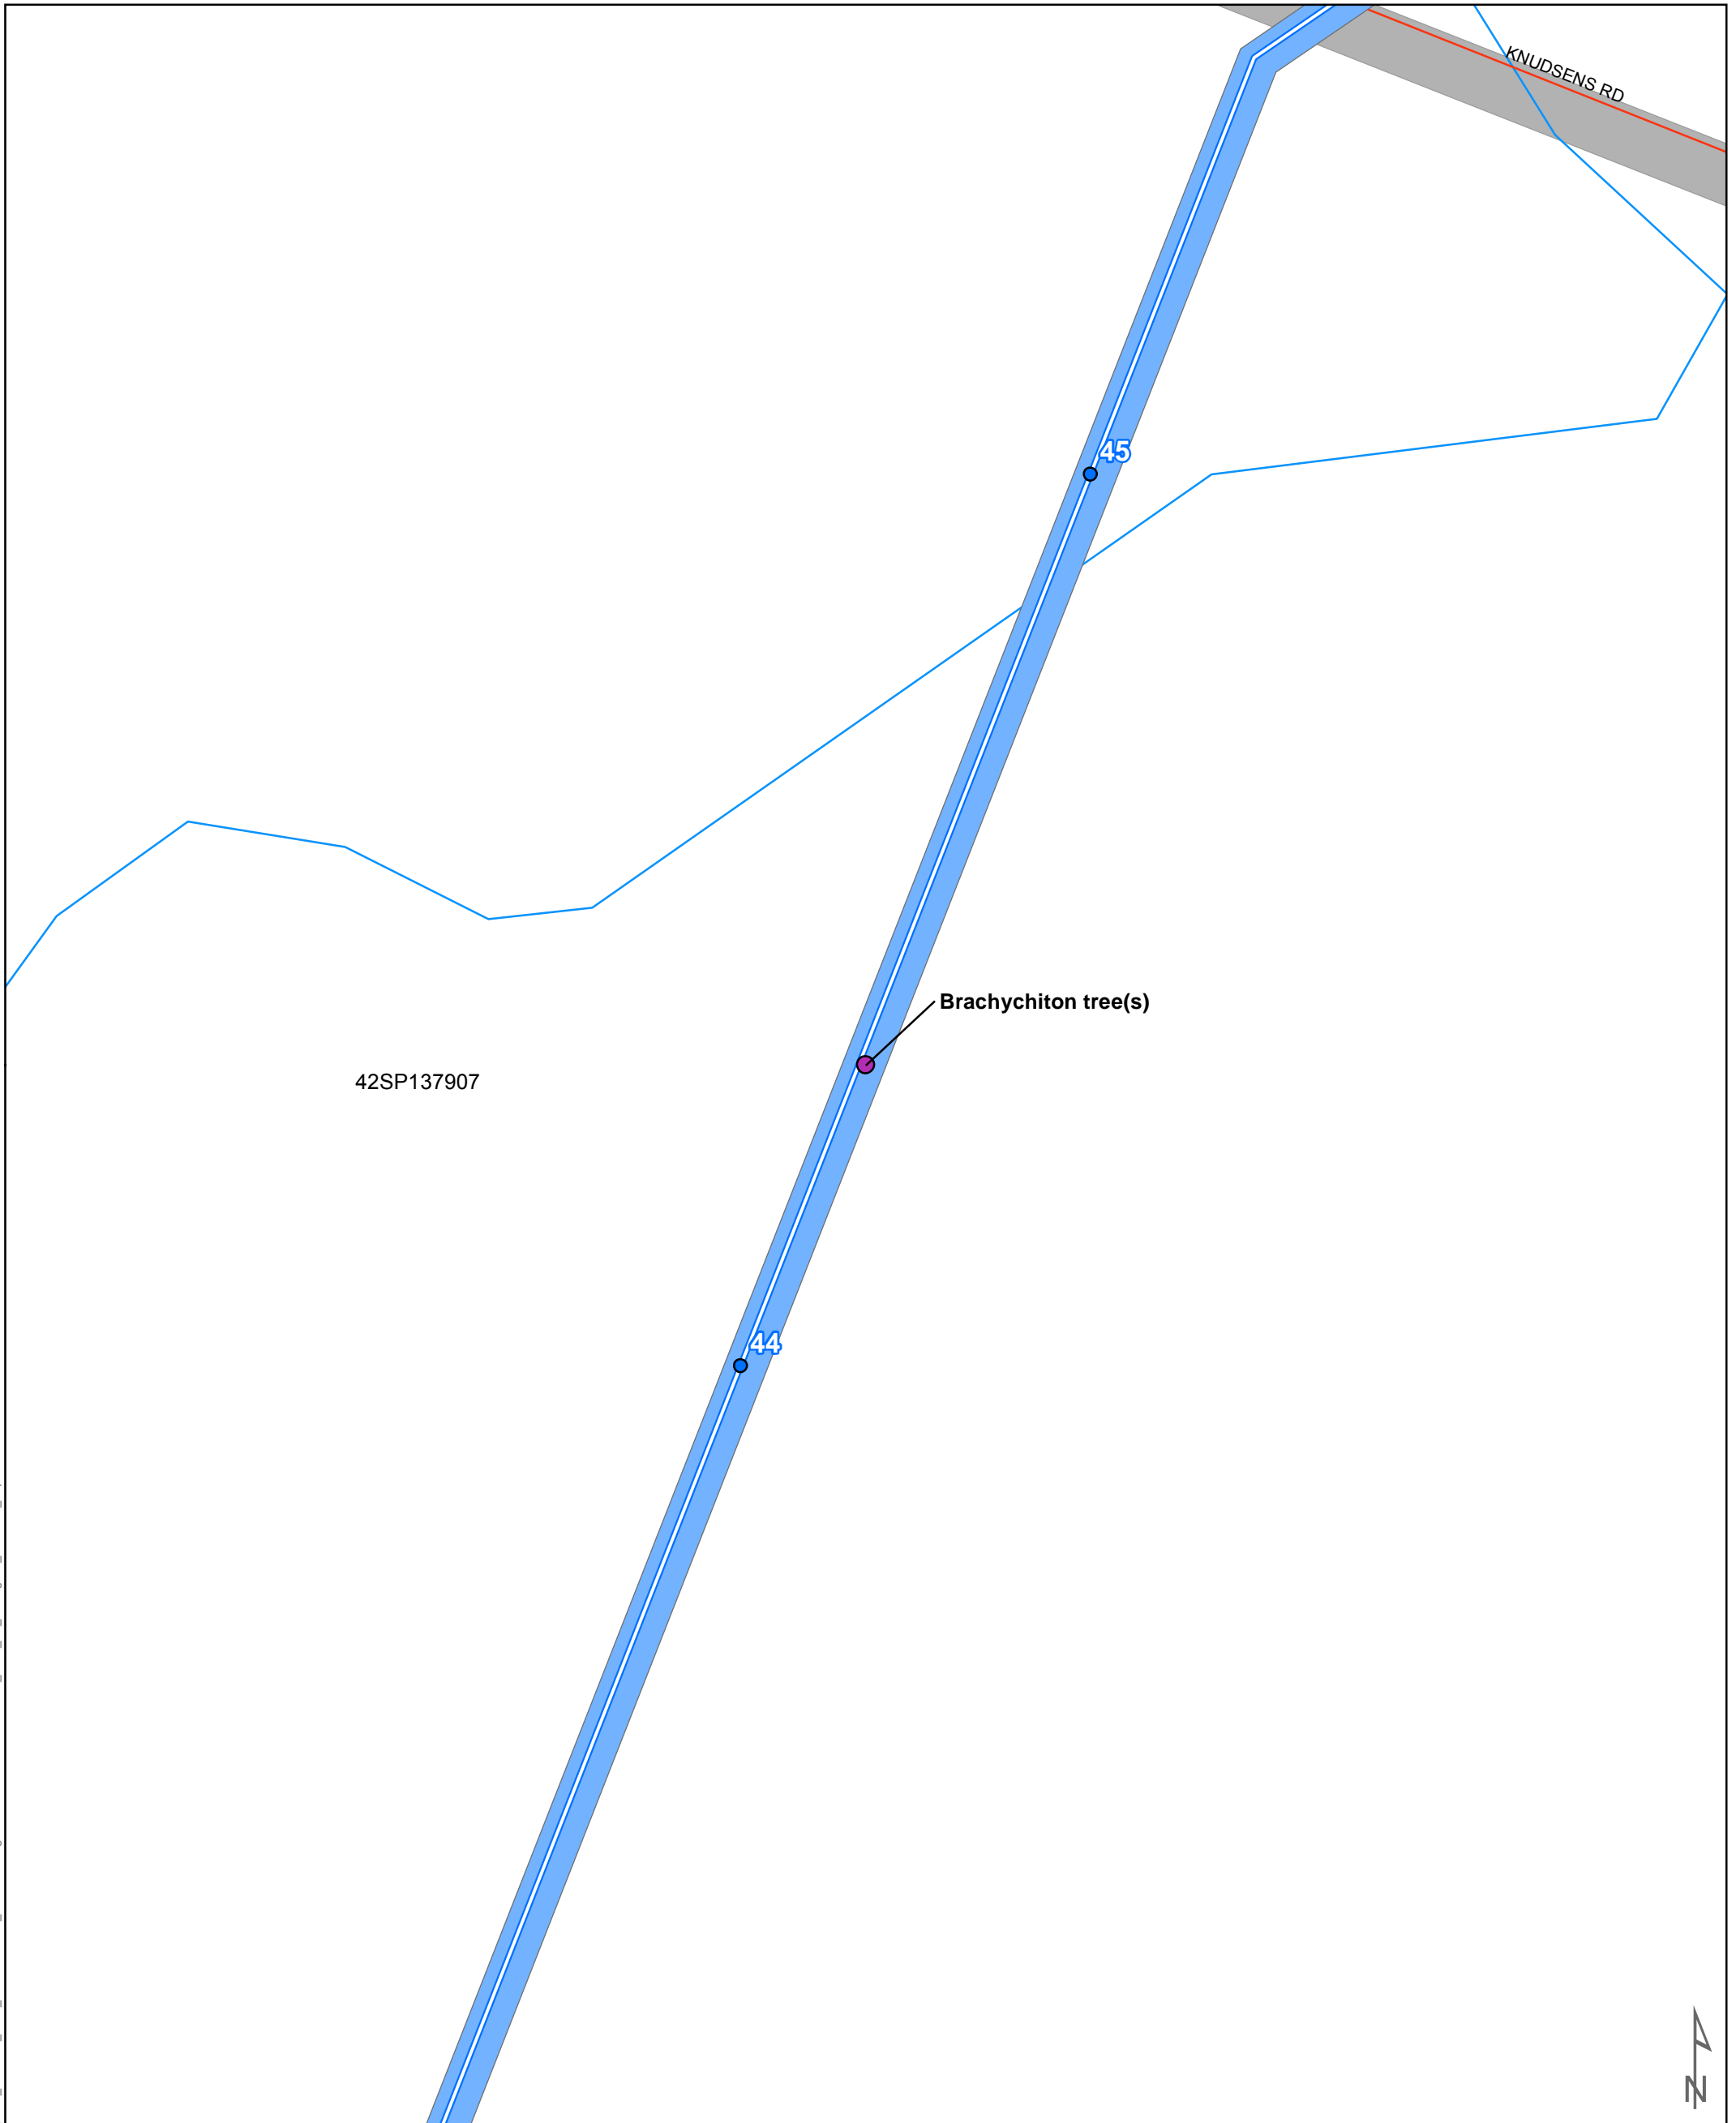 KNUDSENS RD
45
Brachychiton tree(s)
42SP137907
44
N